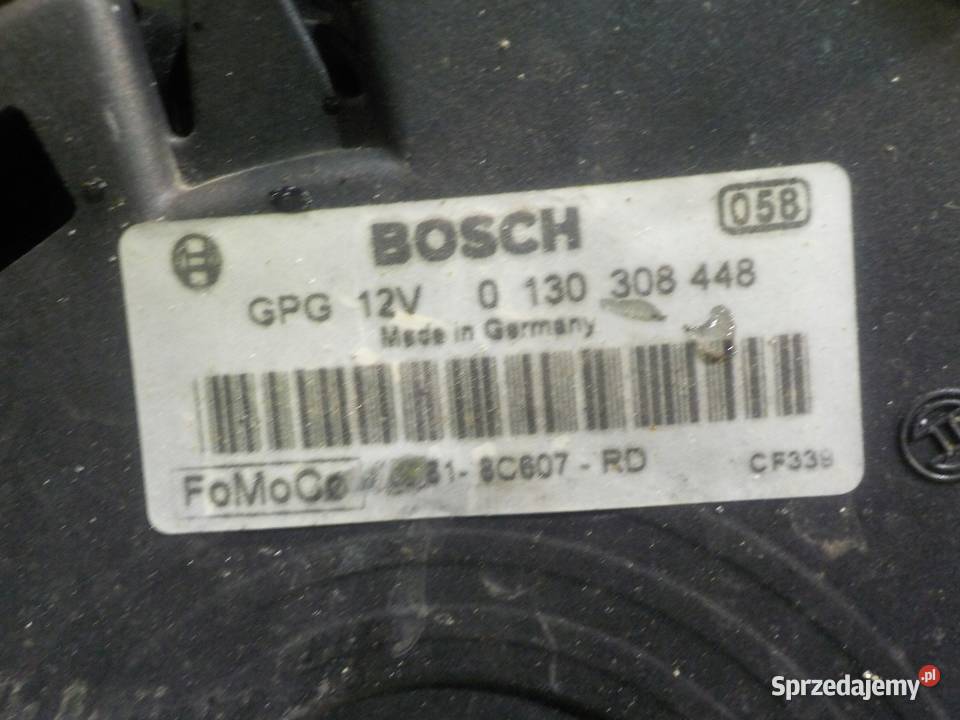 BOSCH
058
GPG 12V 0 130 308 448
Made in Germany
FoMoCo 8C607-RD CF339
Sprzedajemy.pl